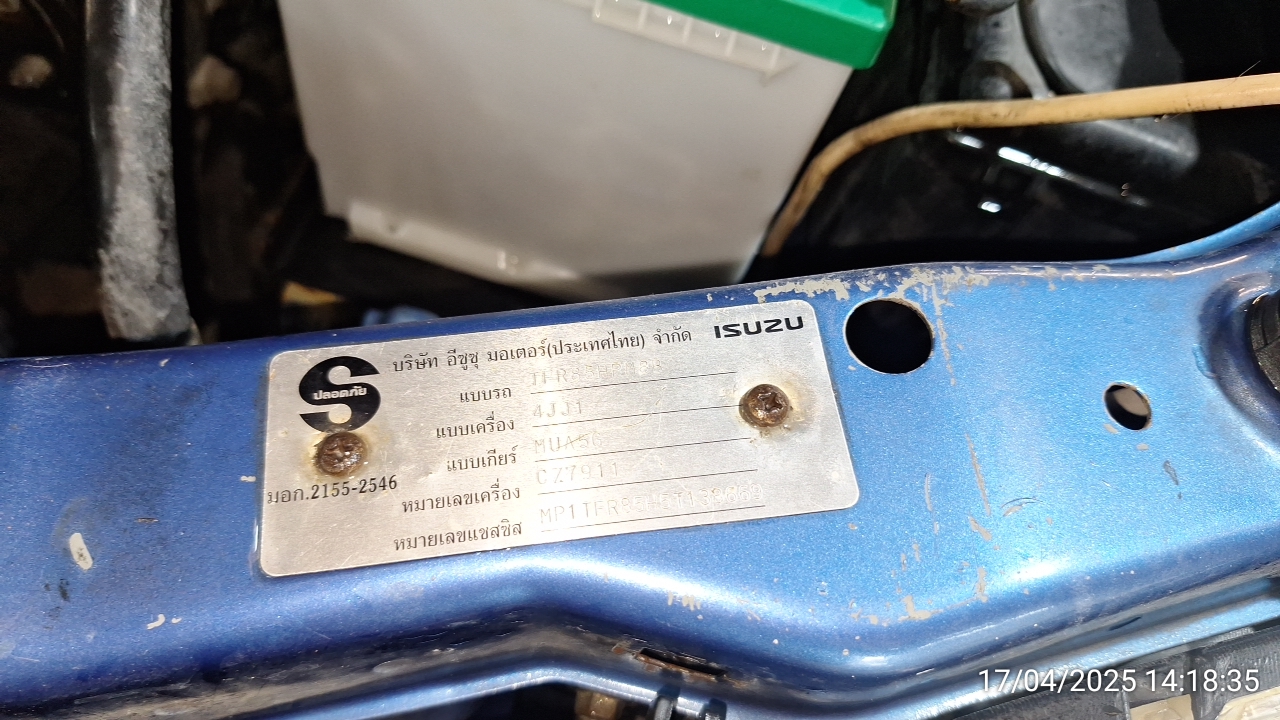 บริษัท อีซูซุ มอเตอร์(ประเทศไทย) จำกัด ISUZU
ปลอดภัย
มอก.2155-2546
แบบรถ
แบบเครื่อง 4JJ1
แบบเกียร์
หมายเลขเครื่อง CZ7911
หมายเลขแชสซิส
17/04/2025 14:18:35